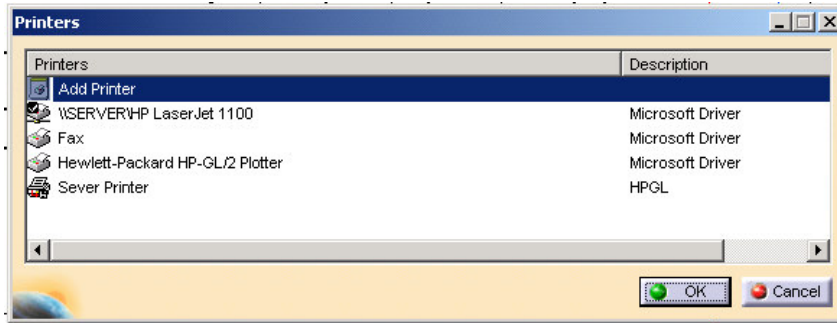 Printers
Printers Description
Add Printer
\\SERVER\HP LaserJet 1100 Microsoft Driver
Fax Microsoft Driver
Hewlett-Packard HP-GL/2 Plotter Microsoft Driver
Sever Printer HPGL
OK Cancel